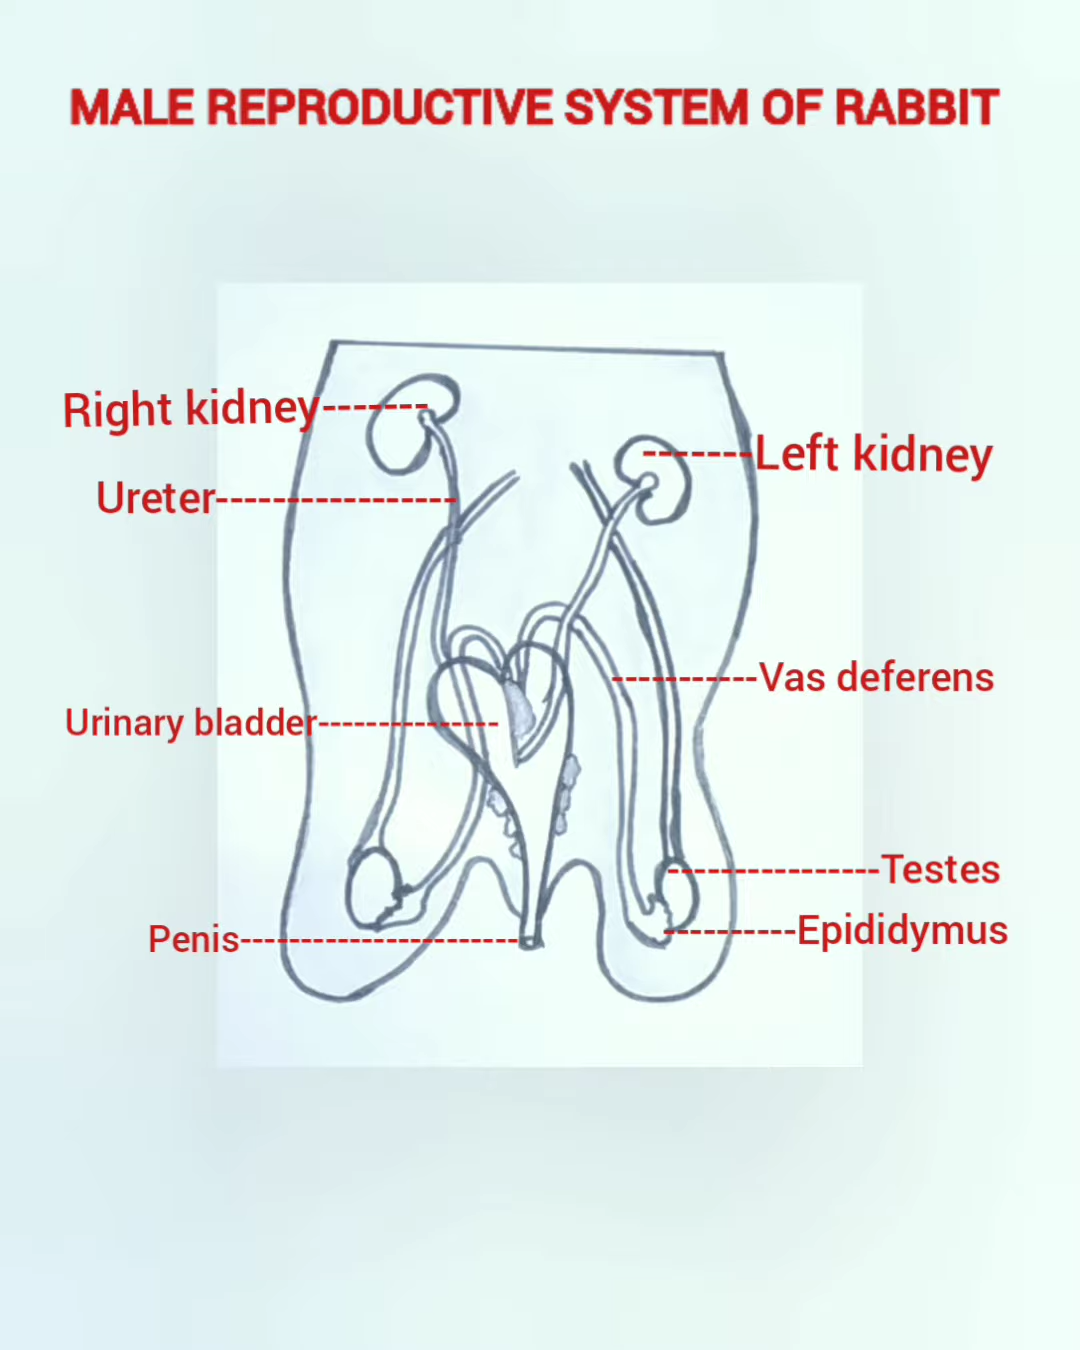 MALE REPRODUCTIVE SYSTEM OF RABBIT
Right kidney
Left kidney
Ureter
Vas deferens
Urinary bladder
Testes
Epididymus
Penis